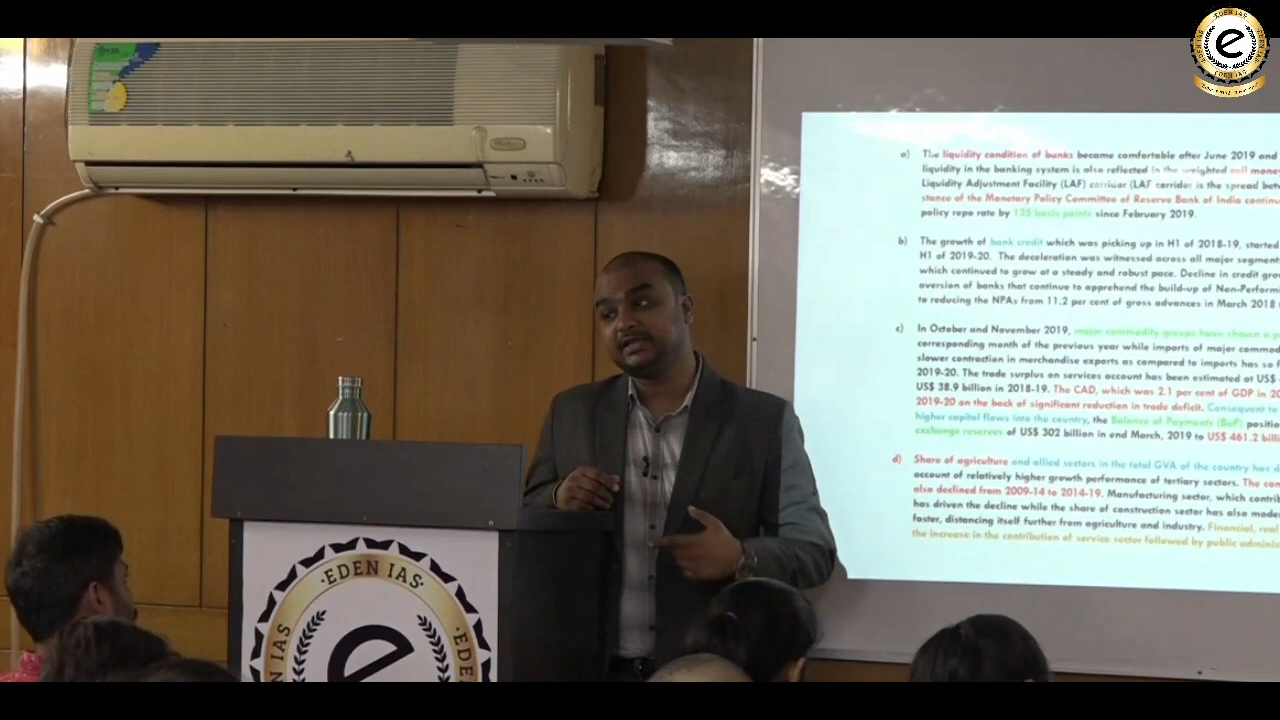 a) The liquidity condition of banks became comfortable after June 2019 and
liquidity in the banking system is also reflected in the weighted call money
Liquidity Adjustment Facility (LAF) corridor (LAF corridor is the spread
stance of the Monetary Policy Committee of Reserve Bank of India
policy repo rate by 135 basis points since February 2019.
b) The growth of bank credit which was picking up in H1 of 2018-19, started
H1 of 2019-20. The deceleration was witnessed across all major
which continued to grow at a steady and robust pace. Decline in credit
aversion of banks that continue to apprehend the build-up of
to reducing the NPAs from 11.2 per cent of gross advances in March 2018
c) In October and November 2019, major commodity groups have shown a
corresponding month of the previous year while imports of major
slower contraction in merchandise exports as compared to imports has so
2019-20. The trade surplus on services account has been estimated at US$
US$ 38.9 billion in 2018-19. The CAD, which was 2.1 per cent of GDP in
2019-20 on the back of significant reduction in trade deficit. Consequent to
higher capital flows into the country, the Balance of Payments (BoP)
exchange reserves of US$ 302 billion in end March, 2019 to US$ 461.2
d) Share of agriculture and allied sectors in the total GVA of the country has
account of relatively higher growth performance of tertiary sectors. The
also declined from 2009-14 to 2014-19. Manufacturing sector, which
has driven the decline while the share of construction sector has also
faster, distancing itself further from agriculture and industry. Financial, real
the increase in the contribution of service sector followed by public
·EDEN IAS·
e
EDEN IAS
e